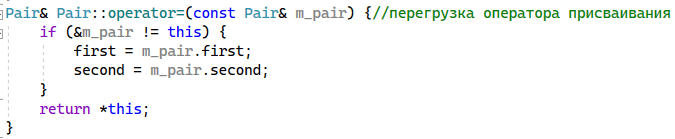 Pair& Pair::operator=(const Pair& m_pair) {//перегрузка оператора присваивания
if (&m_pair != this) {
first = m_pair.first;
second = m_pair.second;
}
return *this;
}